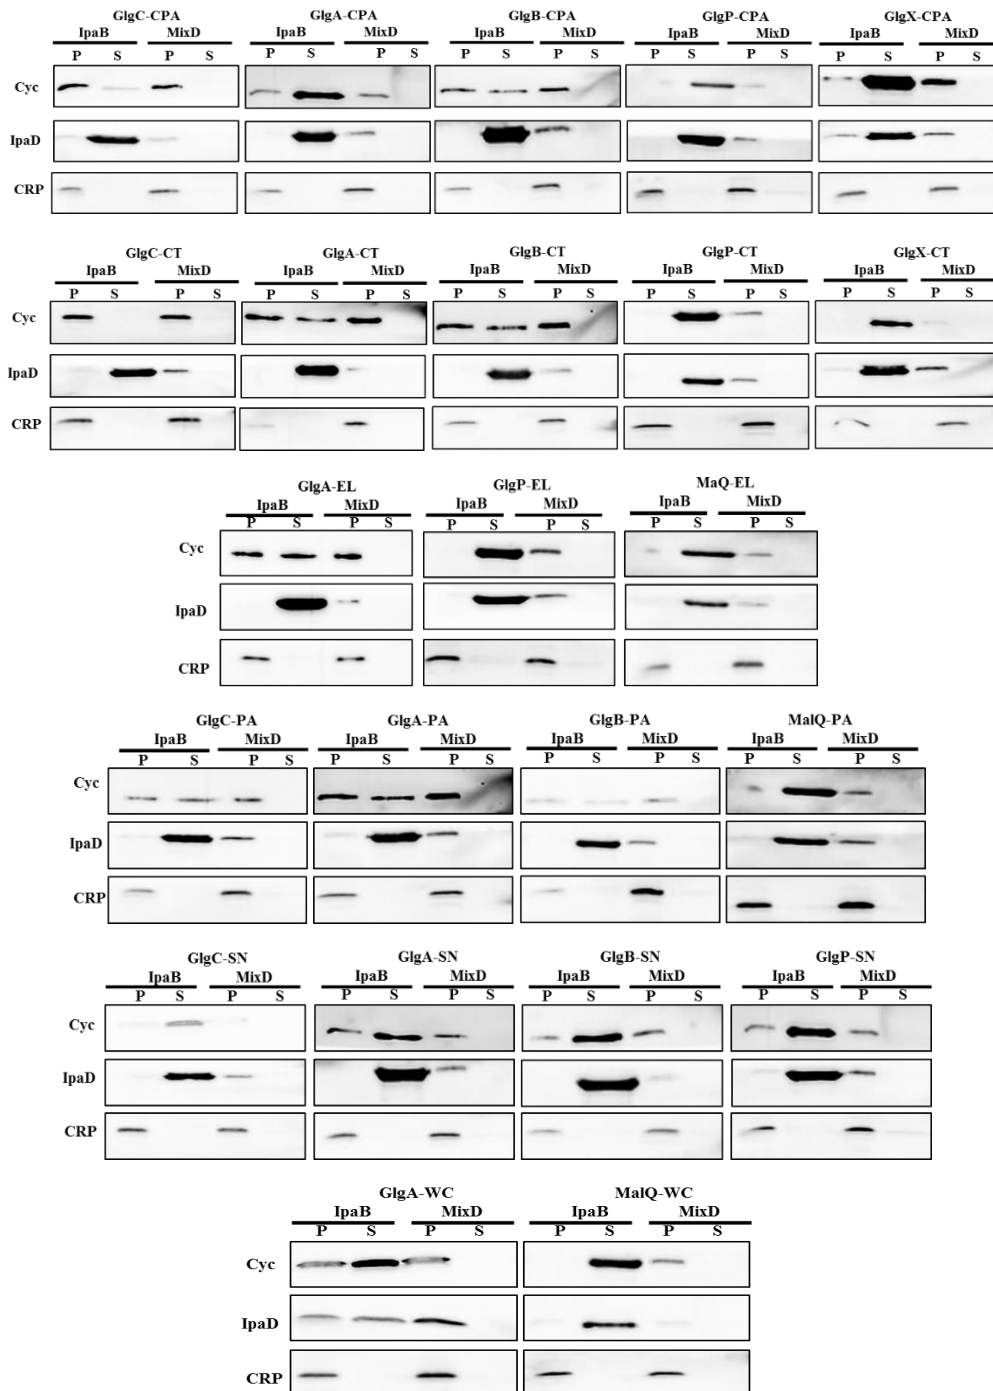 GlgC-CPA GlgA-CPA GlgB-CPA GlgP-CPA GlgX-CPA
IpaB MixD IpaB MixD IpaB MixD IpaB MixD IpaB MixD
P S P S P S P S P S P S P S P S P S P S
Cyc
IpaD
CRP
GlgC-CT GlgA-CT GlgB-CT GlgP-CT GlgX-CT
IpaB MixD IpaB MixD IpaB MixD IpaB MixD IpaB MixD
P S P S P S P S P S P S P S P S P S P S
Cyc
IpaD
CRP
GlgA-EL GlgP-EL MaQ-EL
IpaB MixD IpaB MixD IpaB MixD
P S P S P S P S P S P S
Cyc
IpaD
CRP
GlgC-PA GlgA-PA GlgB-PA MalQ-PA
IpaB MixD IpaB MixD IpaB MixD IpaB MixD
P S P S P S P S P S P S P S P S
Cyc
IpaD
CRP
GlgC-SN GlgA-SN GlgB-SN GlgP-SN
IpaB MixD IpaB MixD IpaB MixD IpaB MixD
P S P S P S P S P S P S P S P S
Cyc
IpaD
CRP
GlgA-WC MalQ-WC
IpaB MixD IpaB MixD
P S P S P S P S
Cyc
IpaD
CRP